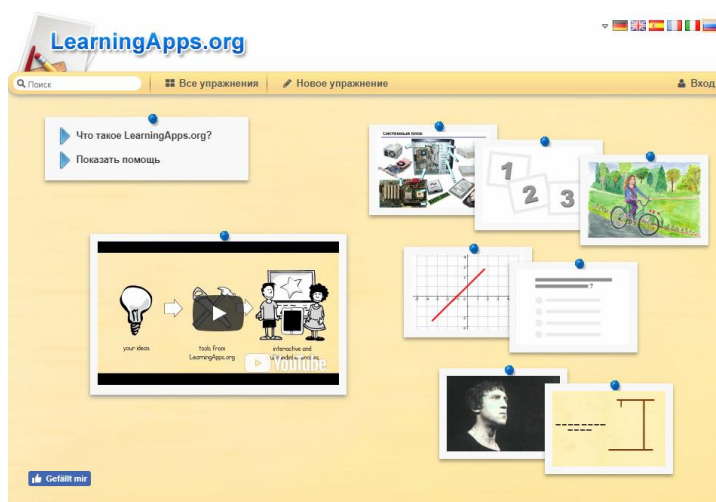 LearningApps.org
Поиск
Все упражнения
Новое упражнение
Вход
Что такое LearningApps.org?
Показать помощь
your ideas
tools from
LearningApps.org
interactive and
YouTube
1
2
3
?
Gefällt mir